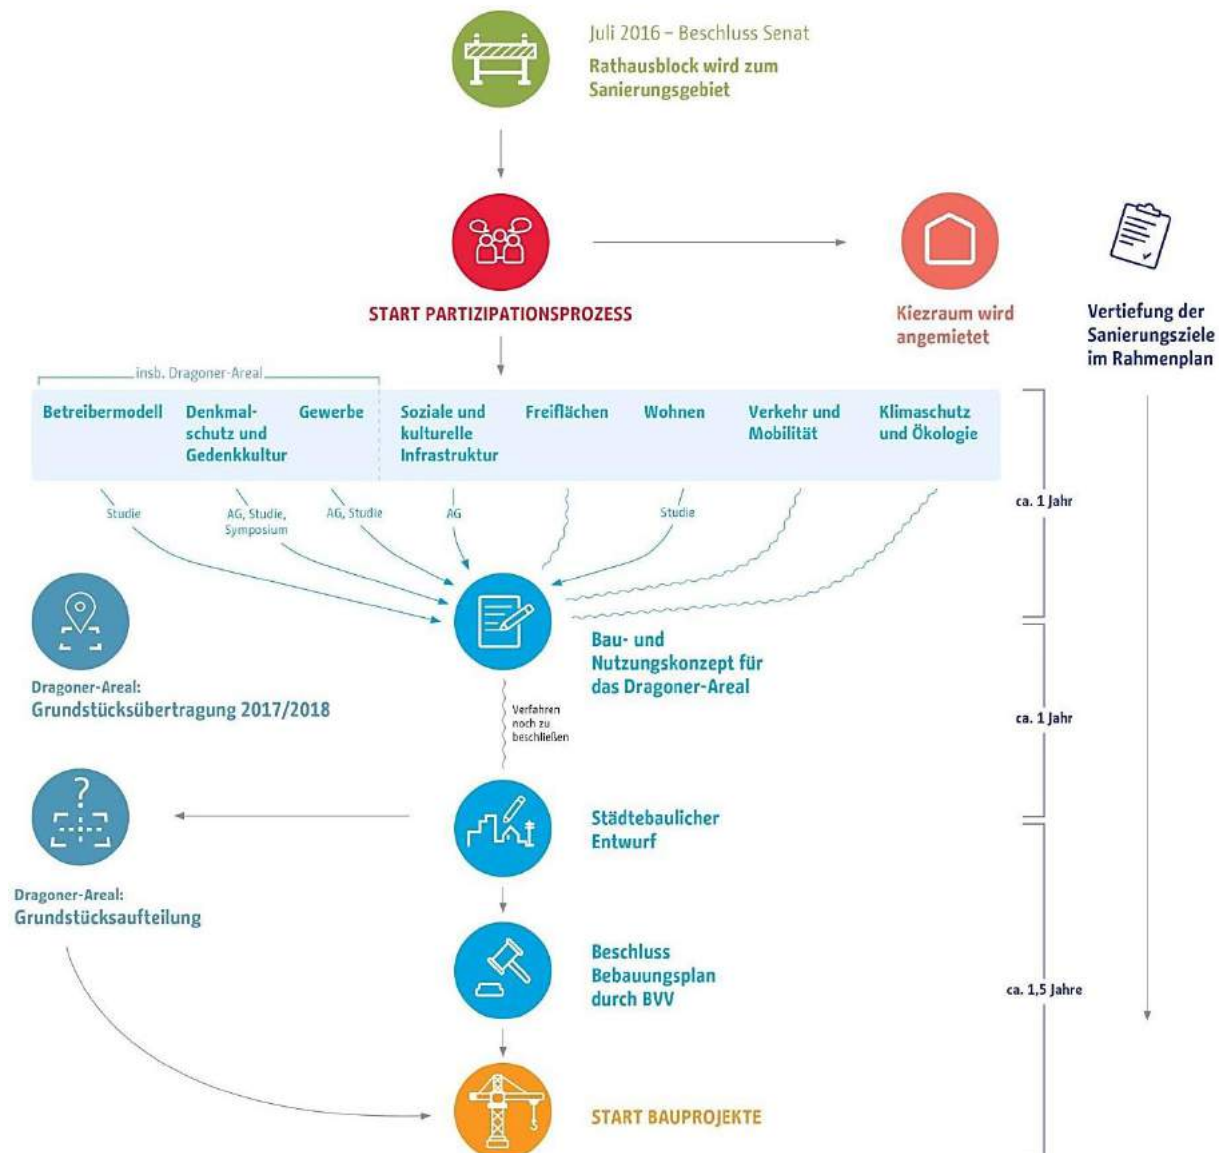 Juli 2016 – Beschluss Senat
Rathausblock wird zum
Sanierungsgebiet
START PARTIZIPATIONSPROZESS
Kiezraum wird
angemietet
Vertiefung der
Sanierungsziele
im Rahmenplan
insb. Dragoner-Areal
Betreibermodell
Denkmal-
schutz und
Gedenkkultur
Gewerbe
Soziale und
kulturelle
Infrastruktur
Freiflächen
Wohnen
Verkehr und
Mobilität
Klimaschutz
und Ökologie
Studie
AG, Studie,
Symposium
AG, Studie
AG
Studie
ca. 1 Jahr
Bau- und
Nutzungskonzept für
das Dragoner-Areal
Dragoner-Areal:
Grundstücksübertragung 2017/2018
Verfahren
noch zu
beschließen
ca. 1 Jahr
?
Städtebaulicher
Entwurf
Dragoner-Areal:
Grundstücksaufteilung
Beschluss
Bebauungsplan
durch BVV
ca. 1,5 Jahre
START BAUPROJEKTE